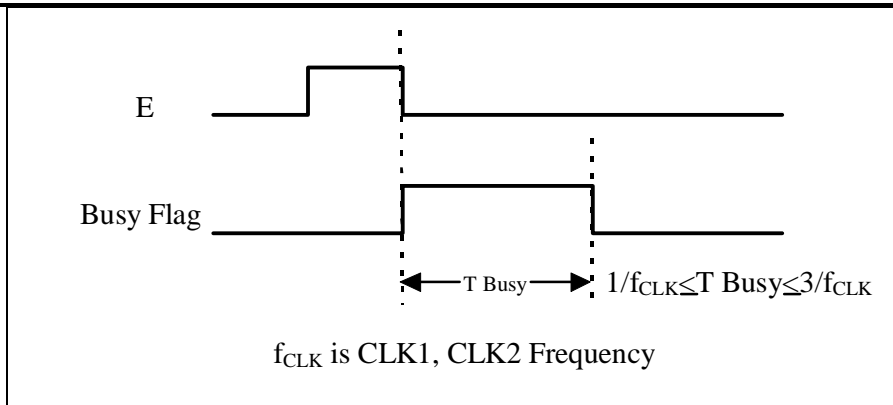 E
Busy Flag
T Busy
1/fCLK≤T Busy≤3/fCLK
fCLK is CLK1, CLK2 Frequency